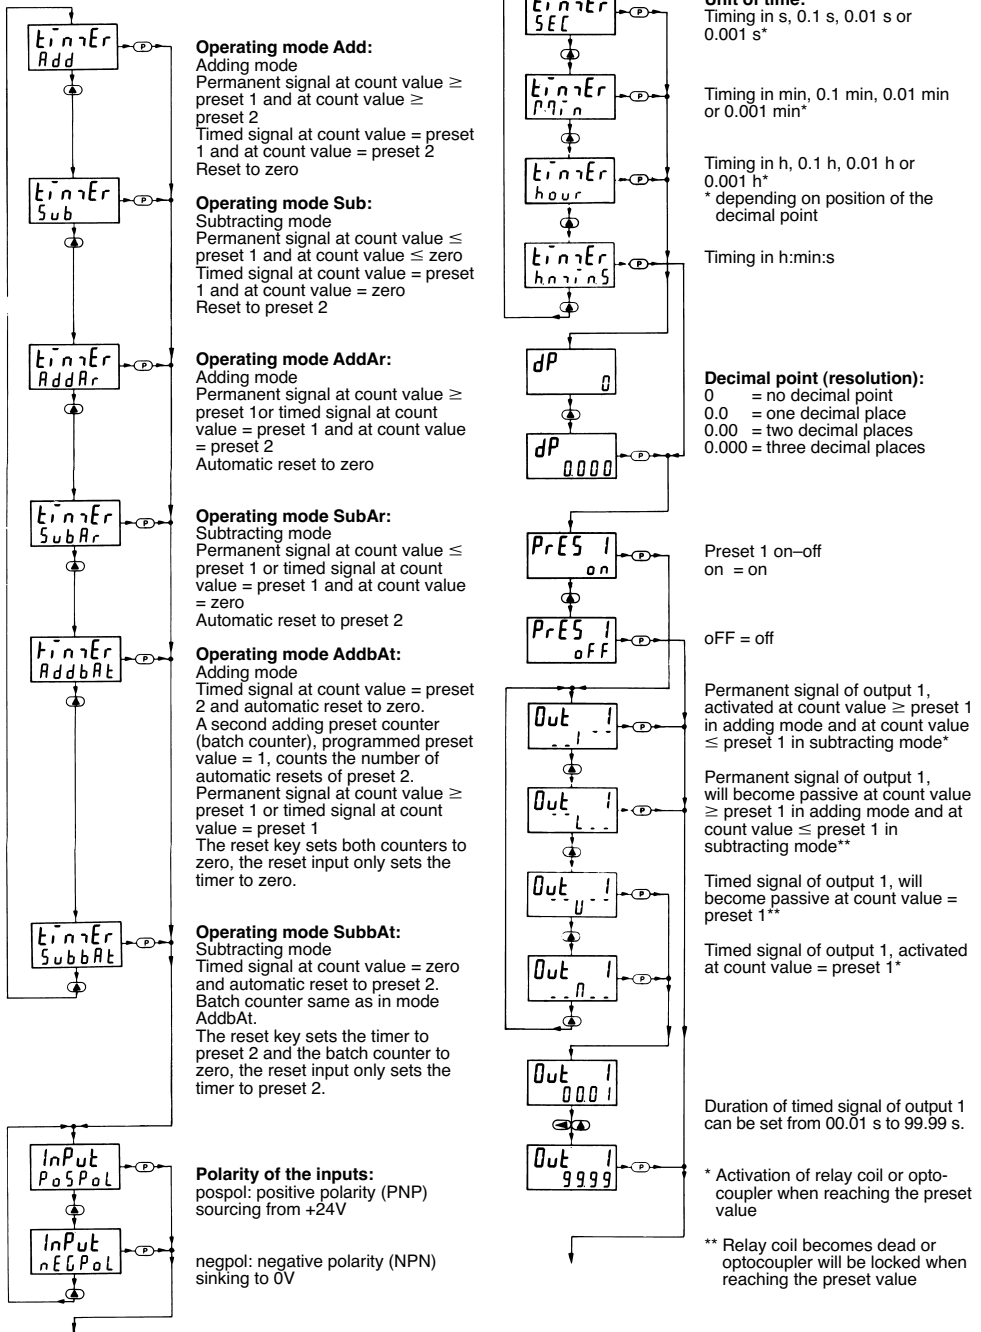 tinnEr
Add
P
Operating mode Add:
Adding mode
Permanent signal at count value ≥
preset 1 and at count value ≥
preset 2
Timed signal at count value = preset
1 and at count value = preset 2
Reset to zero
tinnEr
Sub
P
Operating mode Sub:
Subtracting mode
Permanent signal at count value ≤
preset 1 and at count value ≤ zero
Timed signal at count value = preset
1 and at count value = zero
Reset to preset 2
tinnEr
AddAr
P
Operating mode AddAr:
Adding mode
Permanent signal at count value ≥
preset 1or timed signal at count
value = preset 1 and at count value
= preset 2
Automatic reset to zero
tinnEr
SubAr
P
Operating mode SubAr:
Subtracting mode
Permanent signal at count value ≤
preset 1 or timed signal at count
value = preset 1 and at count value
= zero
Automatic reset to preset 2
tinnEr
AddbAt
P
Operating mode AddbAt:
Adding mode
Timed signal at count value = preset
2 and automatic reset to zero.
A second adding preset counter
(batch counter), programmed preset
value = 1, counts the number of
automatic resets of preset 2.
Permanent signal at count value ≥
preset 1 or timed signal at count
value = preset 1
The reset key sets both counters to
zero, the reset input only sets the
timer to zero.
tinnEr
SubbAt
P
Operating mode SubbAt:
Subtracting mode
Timed signal at count value = zero
and automatic reset to preset 2.
Batch counter same as in mode
AddbAt.
The reset key sets the timer to
preset 2 and the batch counter to
zero, the reset input only sets the
timer to preset 2.
InPut
PoSPoL
P
Polarity of the inputs:
pospol: positive polarity (PNP)
sourcing from +24V
InPut
nEGPoL
P
negpol: negative polarity (NPN)
sinking to 0V
tinnEr
SEC
Unit of time:
Timing in s, 0.1 s, 0.01 s or
0.001 s*
tinnEr
Min
P
Timing in min, 0.1 min, 0.01 min
or 0.001 min*
tinnEr
hour
P
Timing in h, 0.1 h, 0.01 h or
0.001 h*
* depending on position of the
decimal point
tinnEr
h.nnin.S
P
Timing in h:min:s
dP
0
dP
0.000
P
Decimal point (resolution):
0 = no decimal point
0.0 = one decimal place
0.00 = two decimal places
0.000 = three decimal places
PrES 1
on
P
Preset 1 on–off
on = on
PrES 1
oFF
P
oFF = off
Out 1
P
Permanent signal of output 1,
activated at count value ≥ preset 1
in adding mode and at count value
≤ preset 1 in subtracting mode*
Out 1
P
Permanent signal of output 1,
will become passive at count value
≥ preset 1 in adding mode and at
count value ≤ preset 1 in
subtracting mode**
Out 1
P
Timed signal of output 1, will
become passive at count value =
preset 1**
Out 1
P
Timed signal of output 1, activated
at count value = preset 1*
Out 1
00.01
Out 1
99.99
P
Duration of timed signal of output 1
can be set from 00.01 s to 99.99 s.
* Activation of relay coil or opto-
coupler when reaching the preset
value
** Relay coil becomes dead or
optocoupler will be locked when
reaching the preset value